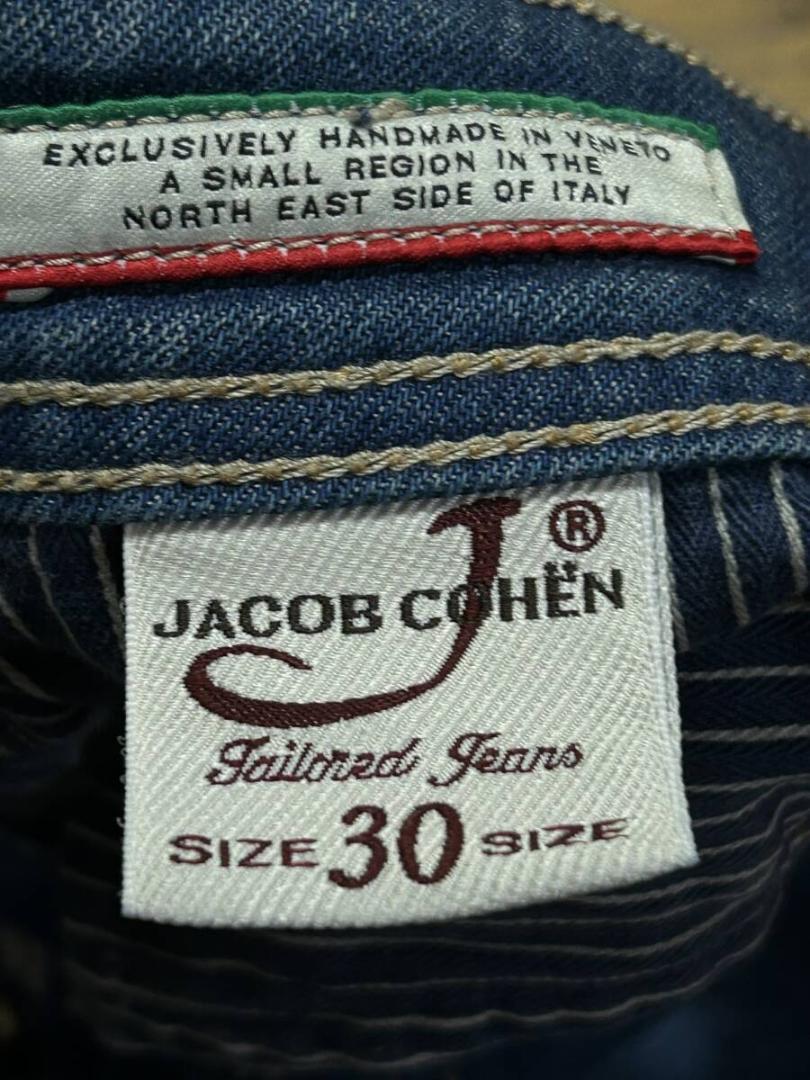 EXCLUSIVELY HANDMADE IN VENETO
A SMALL REGION IN THE
NORTH EAST SIDE OF ITALY
J ®
JACOB COHËN
Tailored Jeans
SIZE 30 SIZE